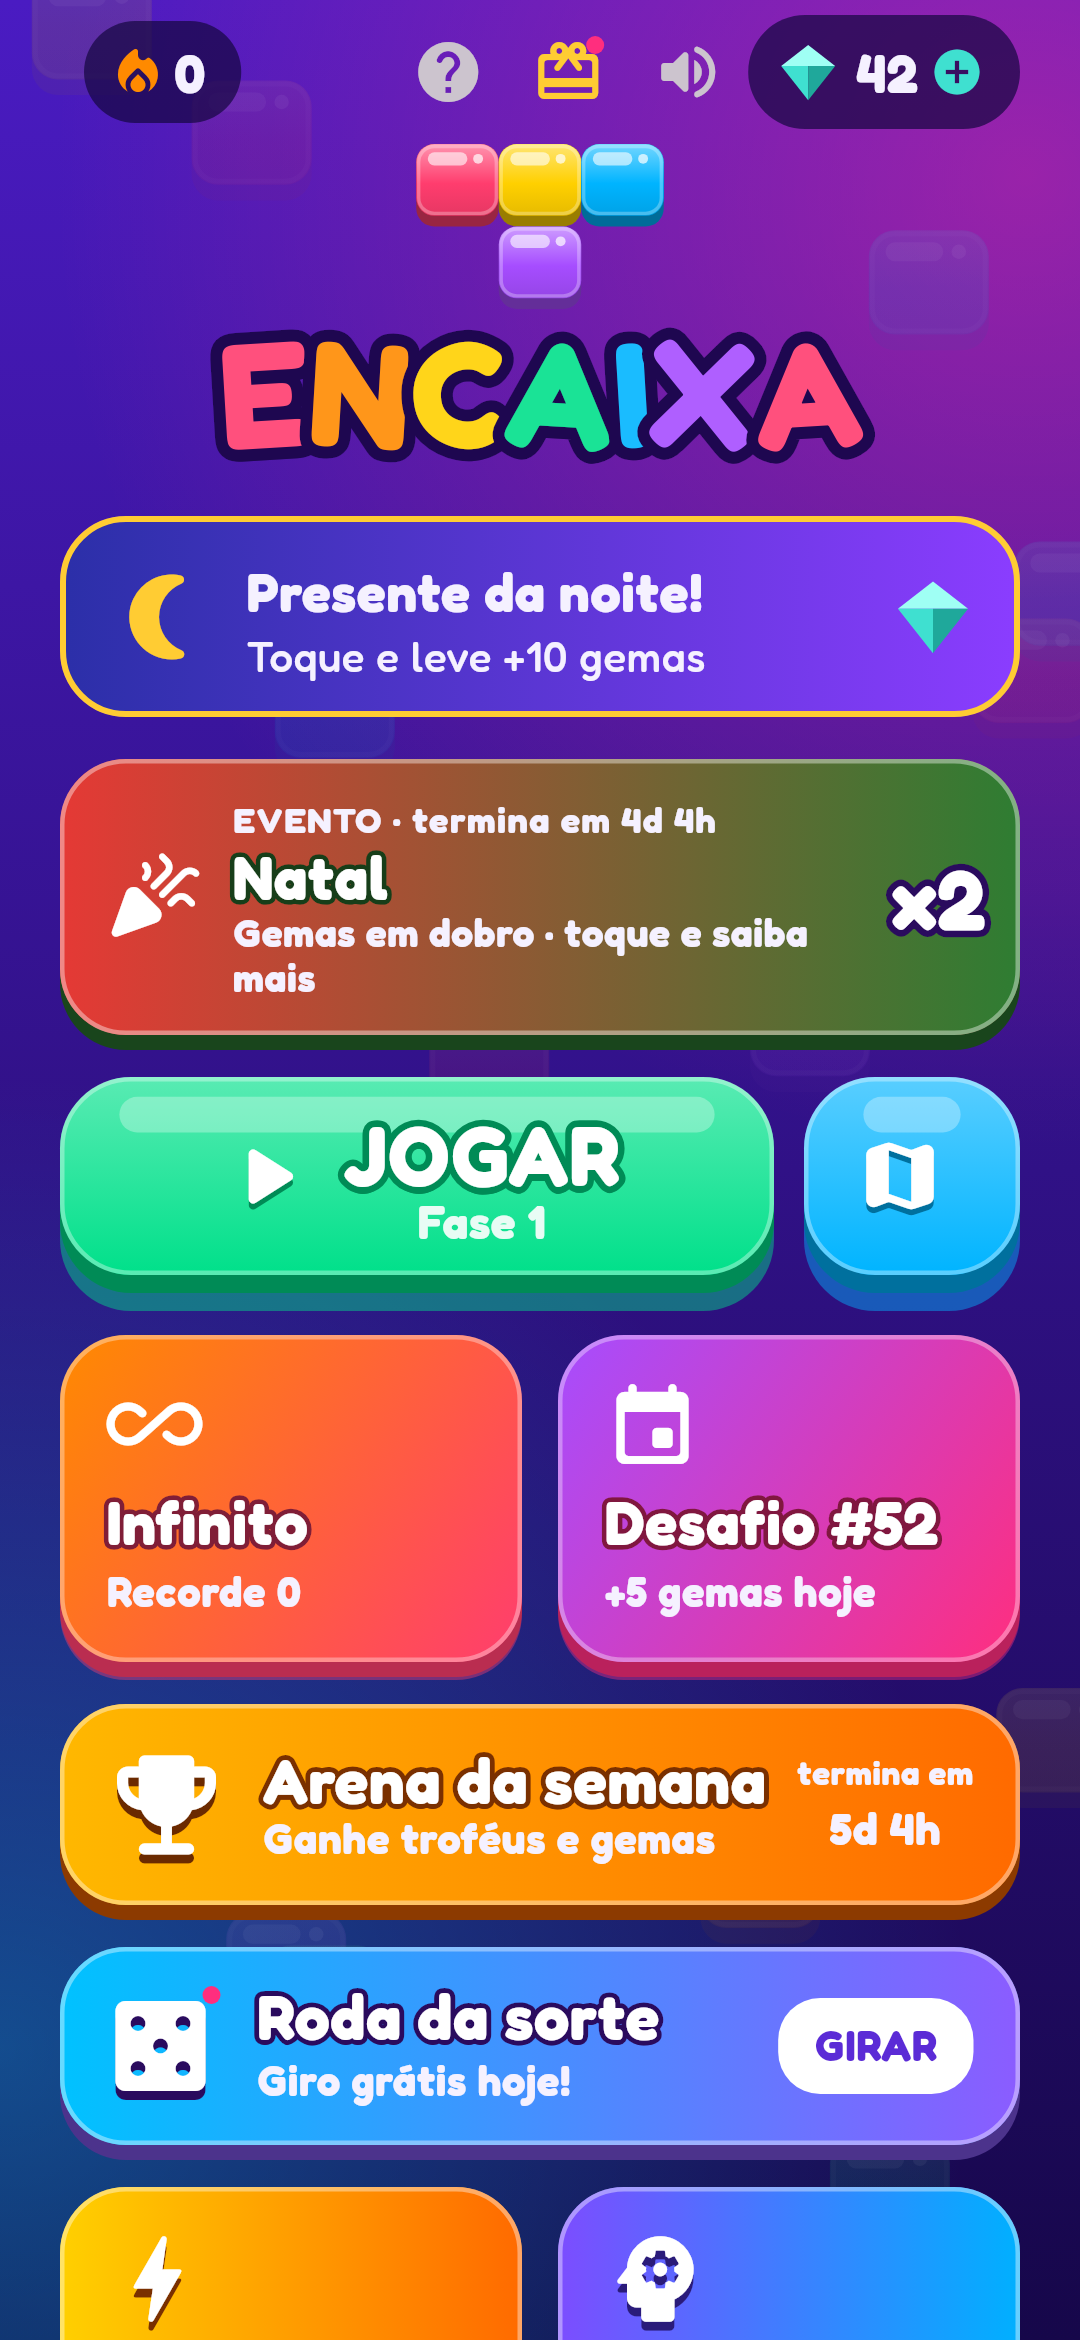 0
42
ENCAIXA
Presente da noite!
Toque e leve +10 gemas
EVENTO · termina em 4d 4h
Natal
Gemas em dobro · toque e saiba
mais
x2
JOGAR
Fase 1
Infinito
Recorde 0
Desafio #52
+5 gemas hoje
Arena da semana
Ganhe troféus e gemas
termina em
5d 4h
Roda da sorte
Giro grátis hoje!
GIRAR